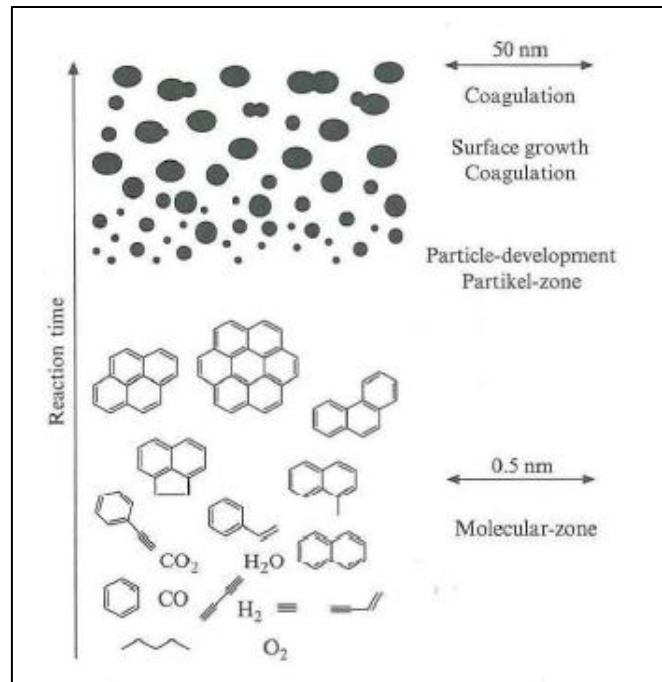 50 nm
Coagulation
Surface growth
Coagulation
Particle-development
Partikel-zone
Reaction time
0.5 nm
Molecular-zone
CO2
H2O
CO
H2
O2